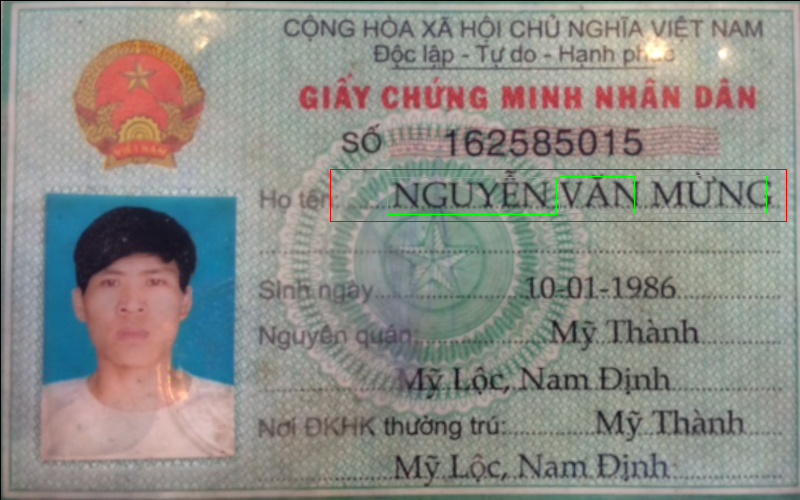 CỘNG HÒA XÃ HỘI CHỦ NGHĨA VIỆT NAM
Độc lập - Tự do - Hạnh phúc
GIẤY CHỨNG MINH NHÂN DÂN
SỐ 162585015
Họ tên: NGUYỄN VĂN MỪNG
Sinh ngày 10-01-1986
Nguyên quán: Mỹ Thành
Mỹ Lộc, Nam Định
Nơi ĐKHK thường trú: Mỹ Thành
Mỹ Lộc, Nam Định
VIỆT NAM